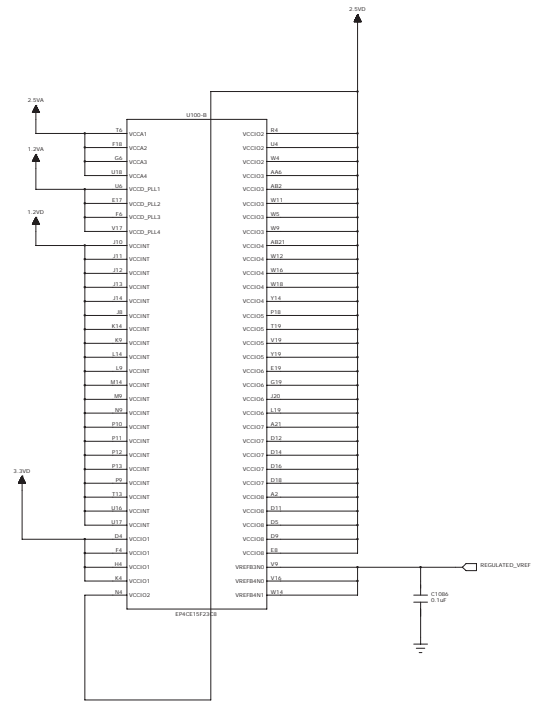 2.5VD
2.5VA
U100-B
T6 VCCA1 VCCIO2 R4
F18 VCCA2 VCCIO2 U4
1.2VA
G6 VCCA3 VCCIO2 W4
U18 VCCA4 VCCIO3 AA6
U6 VCCD_PLL1 VCCIO3 AB2
E17 VCCD_PLL2 VCCIO3 W11
1.2VD
F6 VCCD_PLL3 VCCIO3 W5
V17 VCCD_PLL4 VCCIO3 W9
J10 VCCINT VCCIO4 AB21
J11 VCCINT VCCIO4 W12
J12 VCCINT VCCIO4 W16
J13 VCCINT VCCIO4 W18
J14 VCCINT VCCIO4 Y14
J8 VCCINT VCCIO5 P18
K14 VCCINT VCCIO5 T19
K9 VCCINT VCCIO5 V19
L14 VCCINT VCCIO5 Y19
L9 VCCINT VCCIO6 E19
M14 VCCINT VCCIO6 G19
M9 VCCINT VCCIO6 J20
N9 VCCINT VCCIO6 L19
P10 VCCINT VCCIO7 A21
P11 VCCINT VCCIO7 D12
P12 VCCINT VCCIO7 D14
3.3VD
P13 VCCINT VCCIO7 D16
P9 VCCINT VCCIO7 D18
T13 VCCINT VCCIO8 A2
U16 VCCINT VCCIO8 D11
U17 VCCINT VCCIO8 D5
D4 VCCIO1 VCCIO8 D9
F4 VCCIO1 VCCIO8 E8
H4 VCCIO1 VREFB3N0 V9 REGULATED_VREF
K4 VCCIO1 VREFB4N0 V16
N4 VCCIO2 VREFB4N1 W14
C1086
0.1uF
EP4CE15F23C8